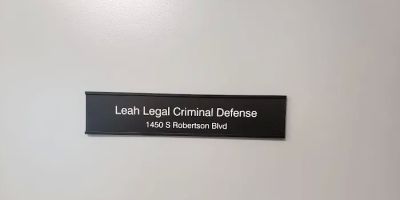 Leah Legal Criminal Defense
1450 S Robertson Blvd